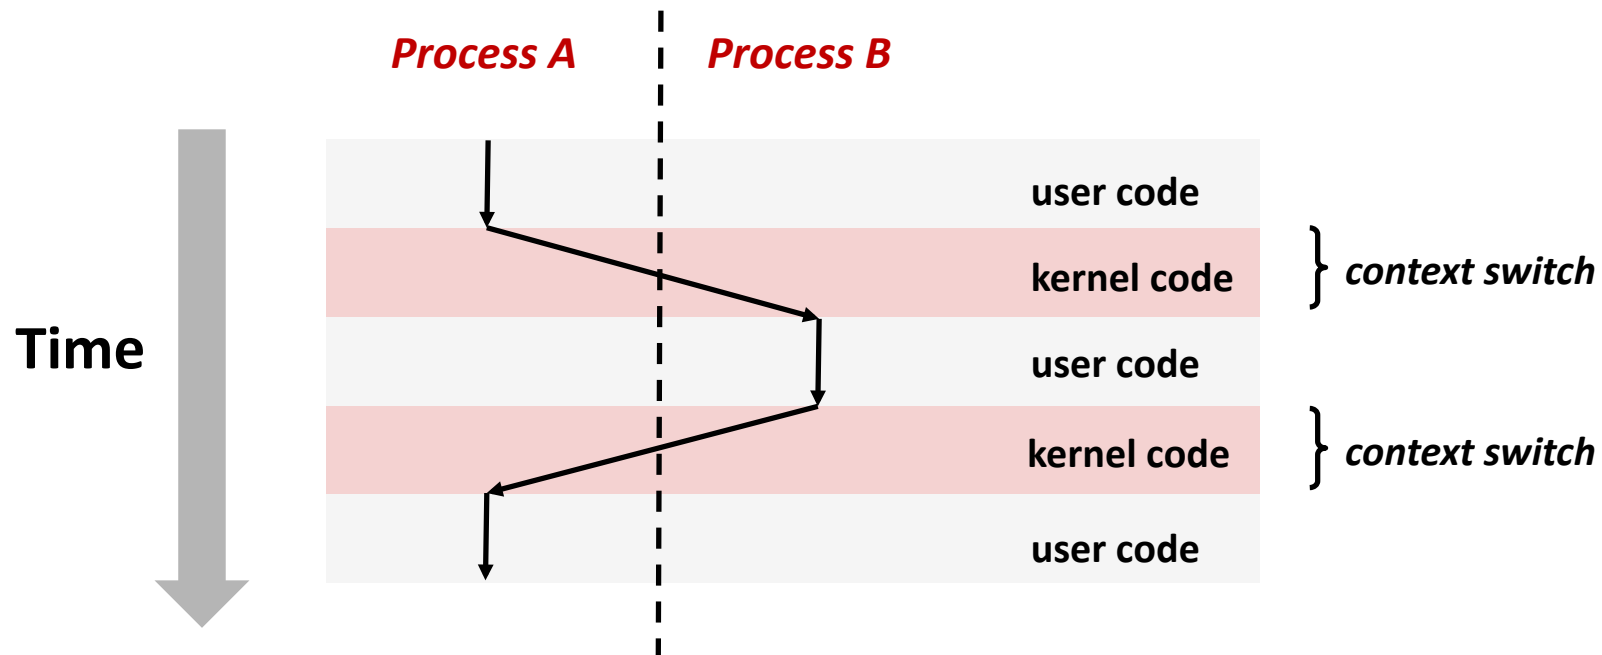 Process A
Process B
user code
kernel code
context switch
Time
user code
kernel code
context switch
user code